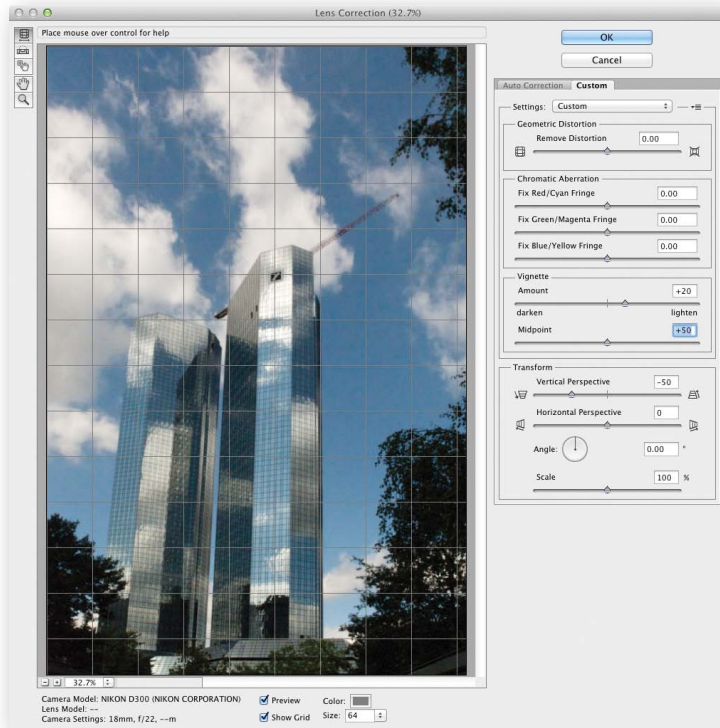 Lens Correction (32.7%)
Place mouse over control for help
OK
Cancel
Auto Correction Custom
Settings: Custom
Geometric Distortion
Remove Distortion 0.00
Chromatic Aberration
Fix Red/Cyan Fringe 0.00
Fix Green/Magenta Fringe 0.00
Fix Blue/Yellow Fringe 0.00
Vignette
Amount +20
darken lighten
Midpoint +50
Transform
Vertical Perspective -50
Horizontal Perspective 0
Angle: 0.00 °
Scale 100 %
32.7%
Camera Model: NIKON D300 (NIKON CORPORATION)
Lens Model: --
Camera Settings: 18mm, f/22, --m
Preview Color:
Show Grid Size: 64